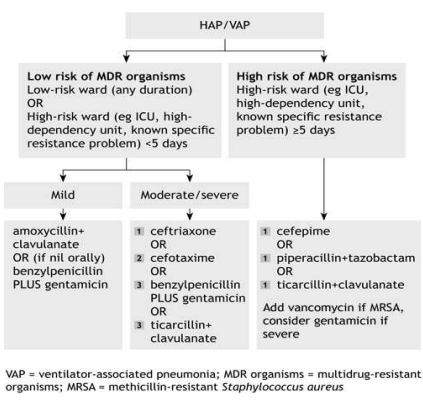 HAP/VAP
Low risk of MDR organisms
Low-risk ward (any duration)
OR
High-risk ward (eg ICU, high-
dependency unit, known specific
resistance problem) <5 days
High risk of MDR organisms
High-risk ward (eg ICU,
high-dependency unit,
known specific resistance
problem) ≥5 days
Mild
amoxycillin+
clavulanate
OR (if nil orally)
benzylpenicillin
PLUS gentamicin
Moderate/severe
1 ceftriaxone
OR
2 cefotaxime
OR
3 benzylpenicillin
PLUS gentamicin
OR
3 ticarcillin+
clavulanate
1 cefepime
OR
1 piperacillin+tazobactam
OR
1 ticarcillin+clavulanate
Add vancomycin if MRSA,
consider gentamicin if
severe
VAP = ventilator-associated pneumonia; MDR organisms = multidrug-resistant
organisms; MRSA = methicillin-resistant Staphylococcus aureus